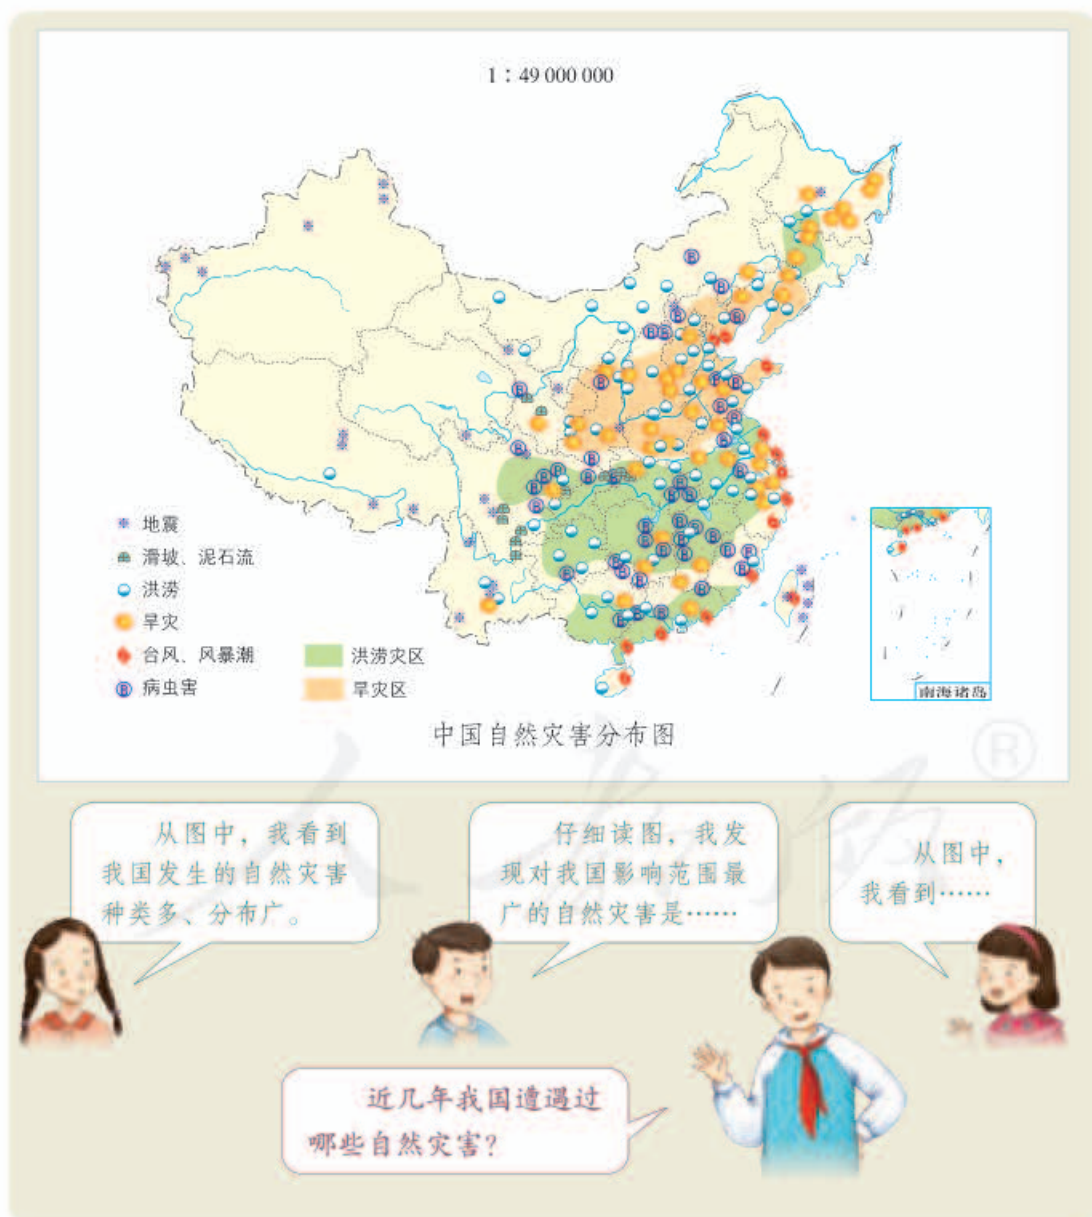 1：49 000 000
地震
滑坡、泥石流
洪涝
旱灾
台风、风暴潮
病虫害
洪涝灾区
旱灾区
南海诸岛
中国自然灾害分布图
从图中，我看到
我国发生的自然灾害
种类多、分布广。
仔细读图，我发
现对我国影响范围最
广的自然灾害是……
从图中，
我看到……
近几年我国遭遇过
哪些自然灾害？